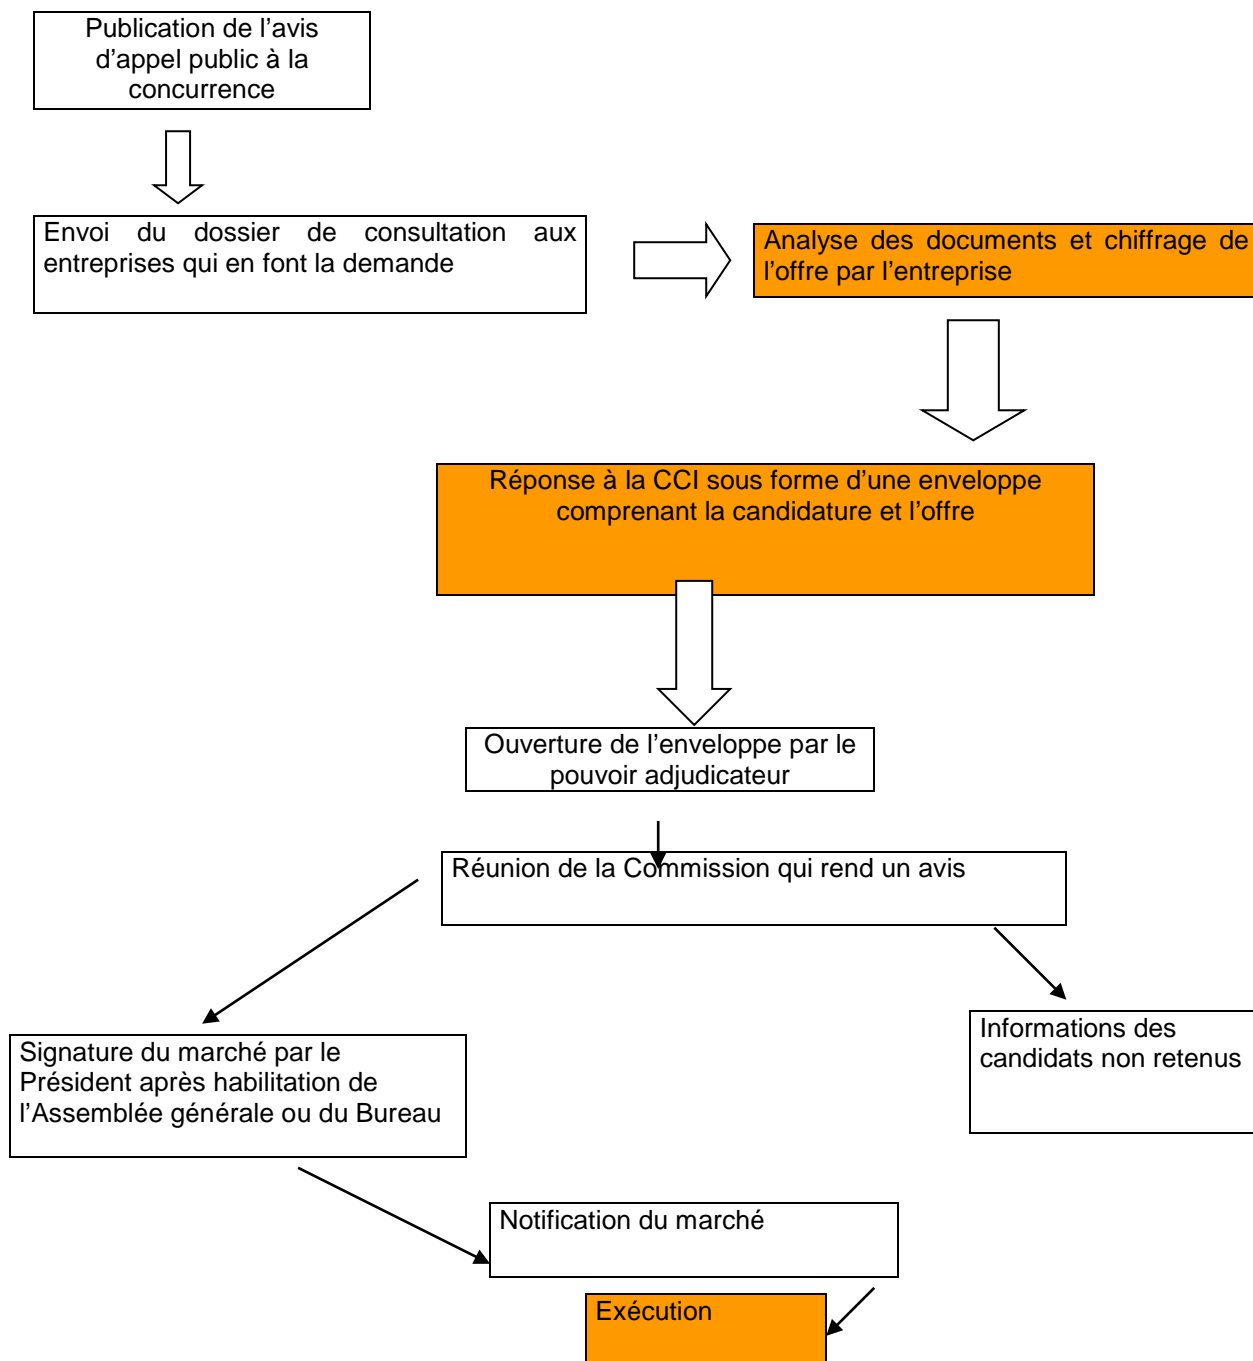 Publication de l’avis
d’appel public à la
concurrence
Envoi du dossier de consultation aux
entreprises qui en font la demande
Analyse des documents et chiffrage de
l’offre par l’entreprise
Réponse à la CCI sous forme d’une enveloppe
comprenant la candidature et l’offre
Ouverture de l’enveloppe par le
pouvoir adjudicateur
Réunion de la Commission qui rend un avis
Signature du marché par le
Président après habilitation de
l’Assemblée générale ou du Bureau
Informations des
candidats non retenus
Notification du marché
Exécution